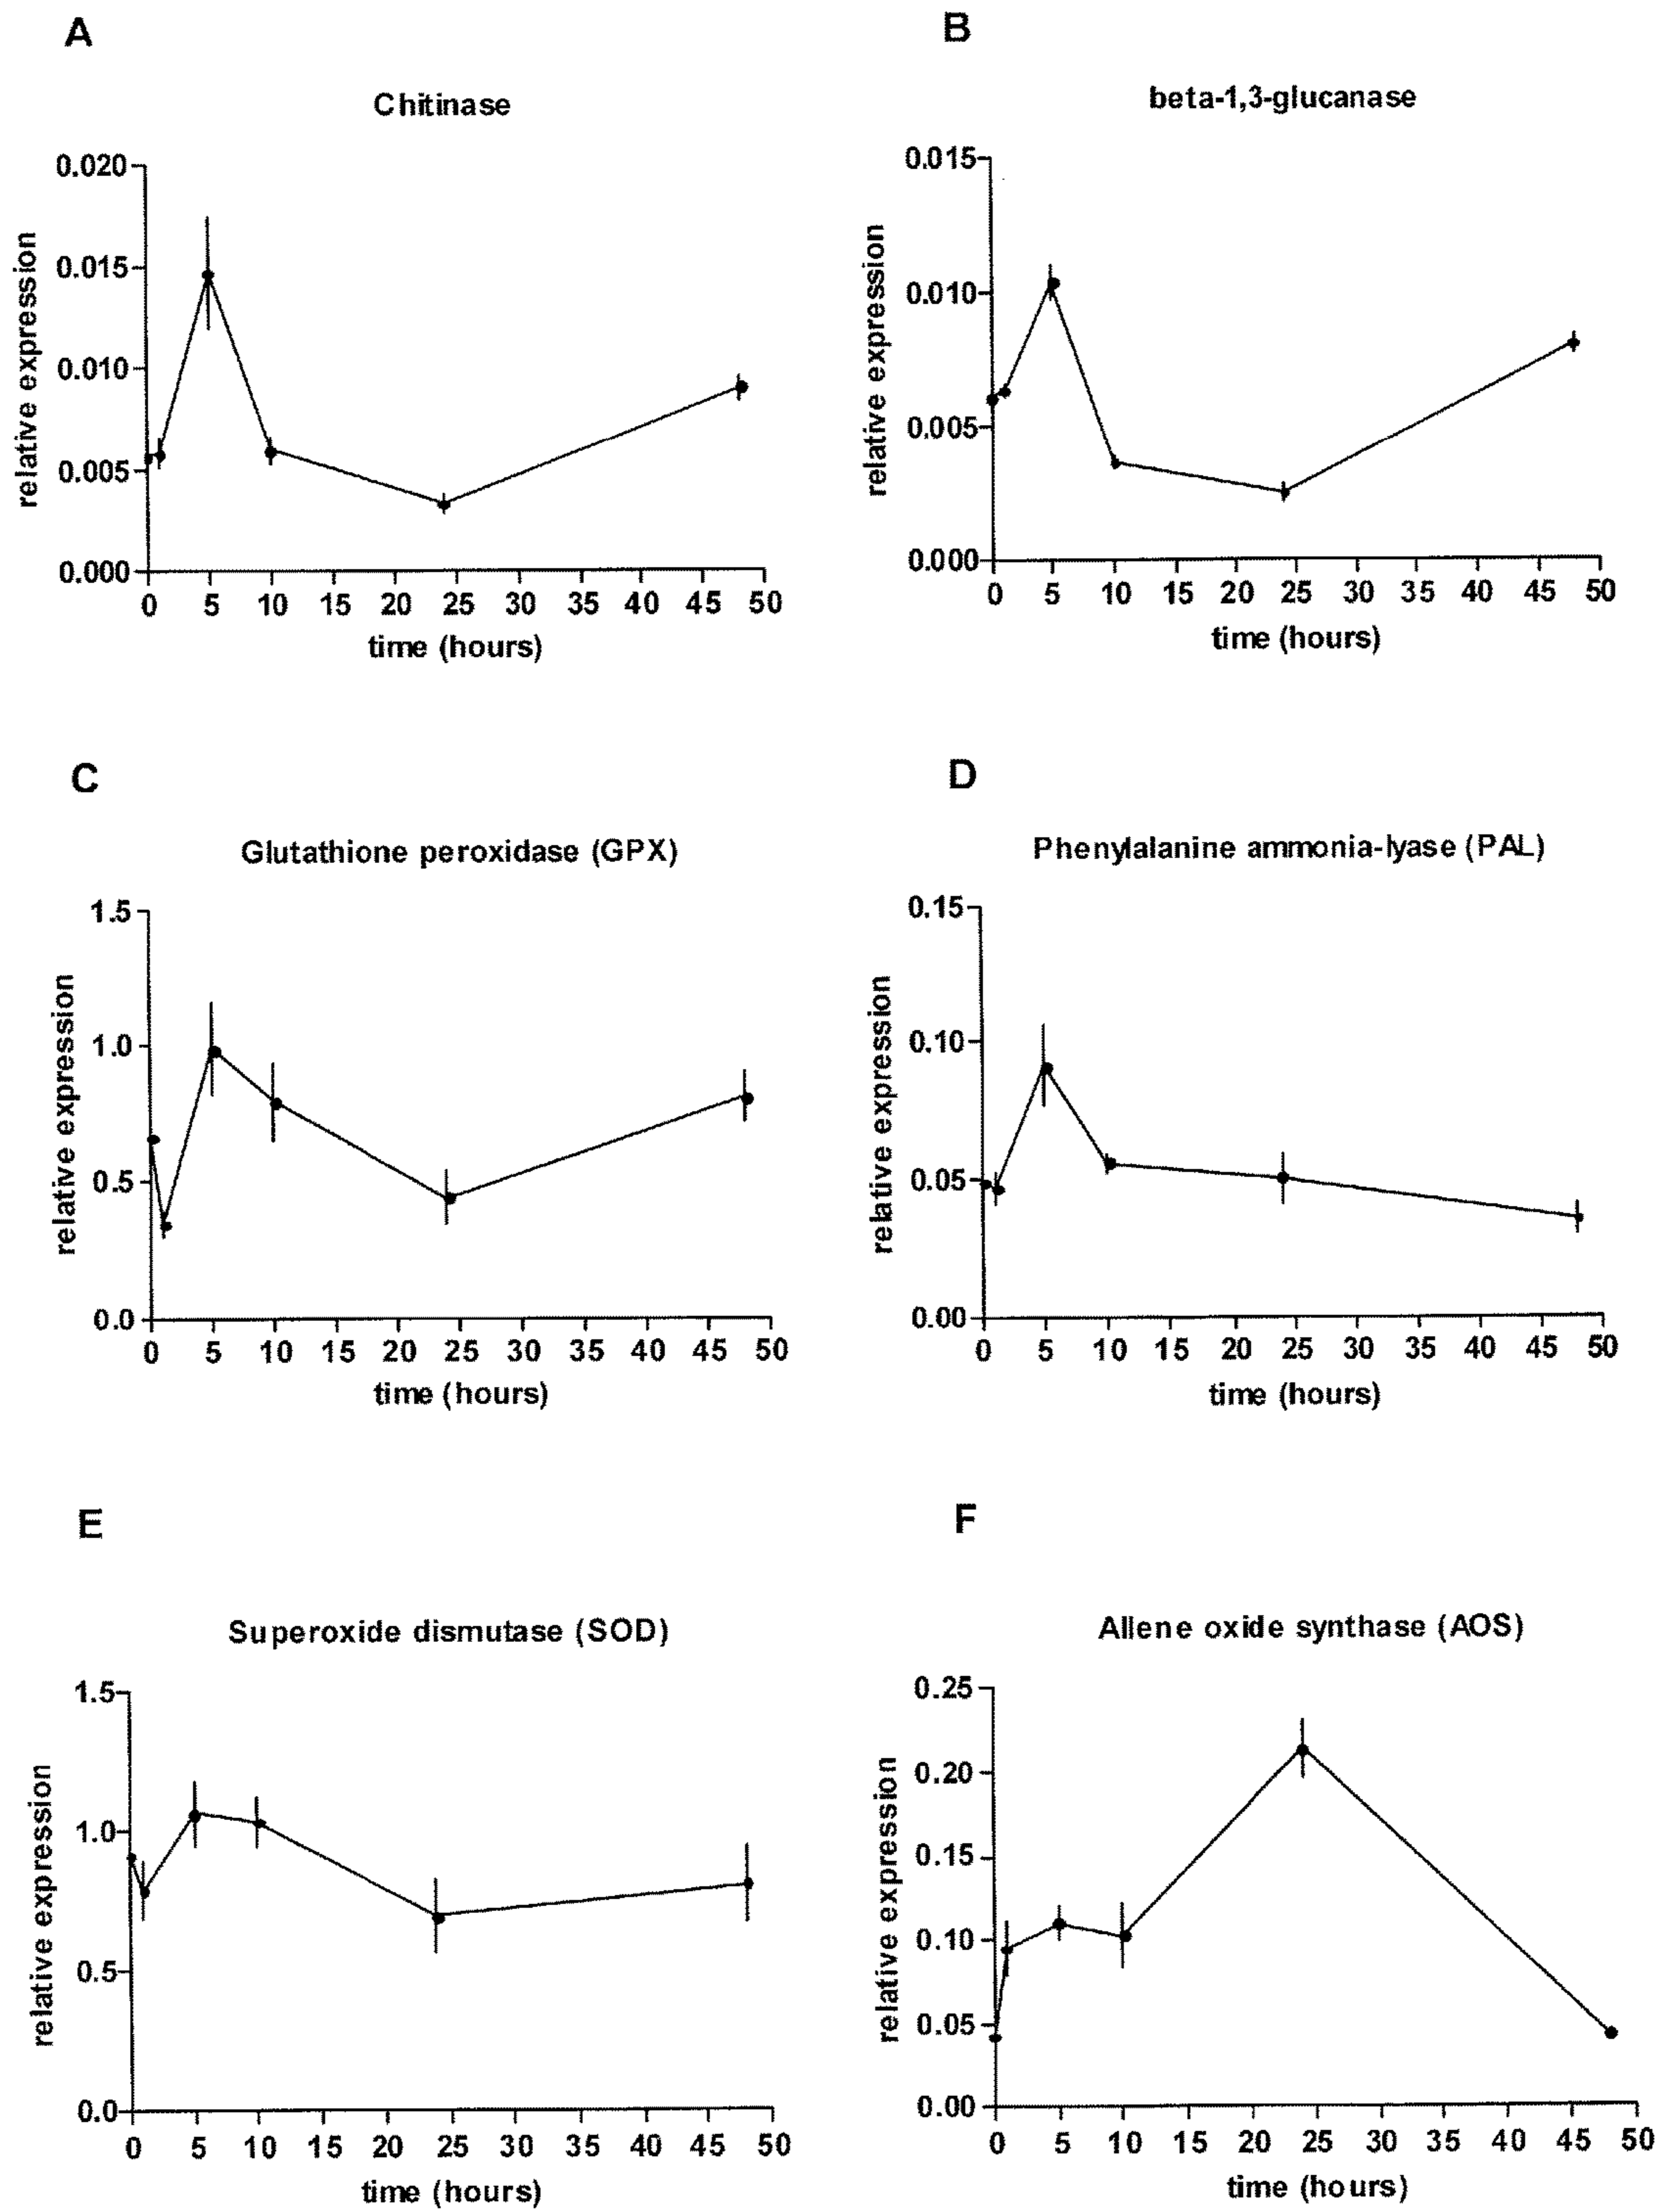 A
Chitinase
0.020
0.015
0.010
0.005
0.000
relative expression
0 5 10 15 20 25 30 35 40 45 50
time (hours)
B
beta-1,3-glucanase
0.015
0.010
0.005
0.000
relative expression
0 5 10 15 20 25 30 35 40 45 50
time (hours)
C
Glutathione peroxidase (GPX)
1.5
1.0
0.5
0.0
relative expression
0 5 10 15 20 25 30 35 40 45 50
time (hours)
D
Phenylalanine ammonia-lyase (PAL)
0.15
0.10
0.05
0.00
relative expression
0 5 10 15 20 25 30 35 40 45 50
time (hours)
E
Superoxide dismutase (SOD)
1.5
1.0
0.5
0.0
relative expression
0 5 10 15 20 25 30 35 40 45 50
time (hours)
F
Allene oxide synthase (AOS)
0.25
0.20
0.15
0.10
0.05
0.00
relative expression
0 5 10 15 20 25 30 35 40 45 50
time (hours)